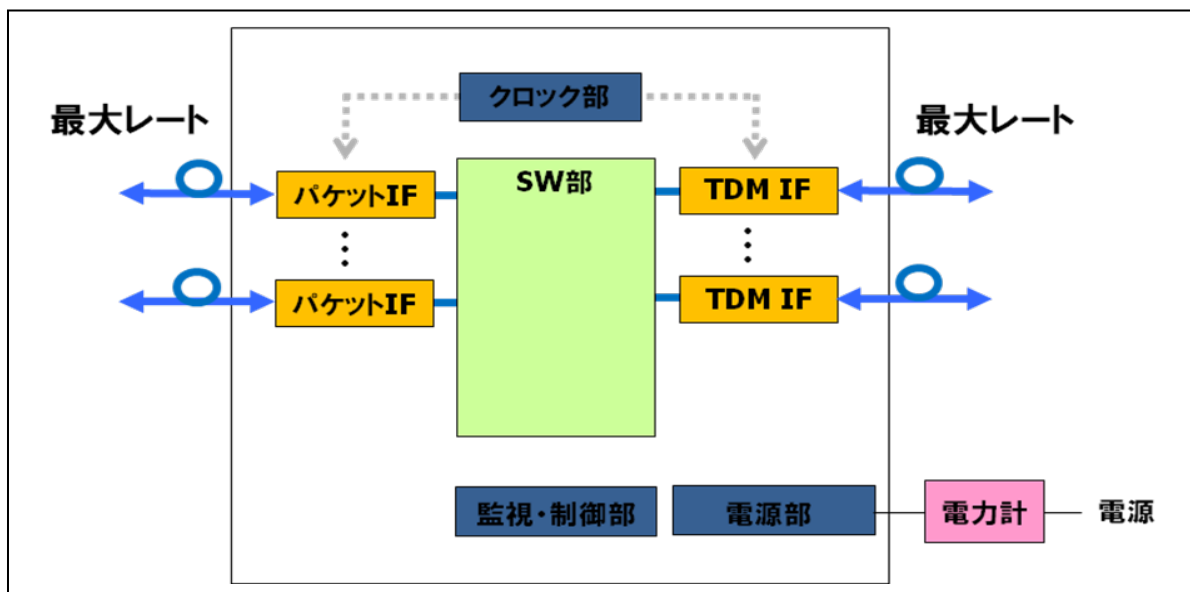 クロック部
最大レート
最大レート
パケットIF
SW部
TDM IF
⋮
⋮
パケットIF
TDM IF
監視・制御部
電源部
電力計
電源